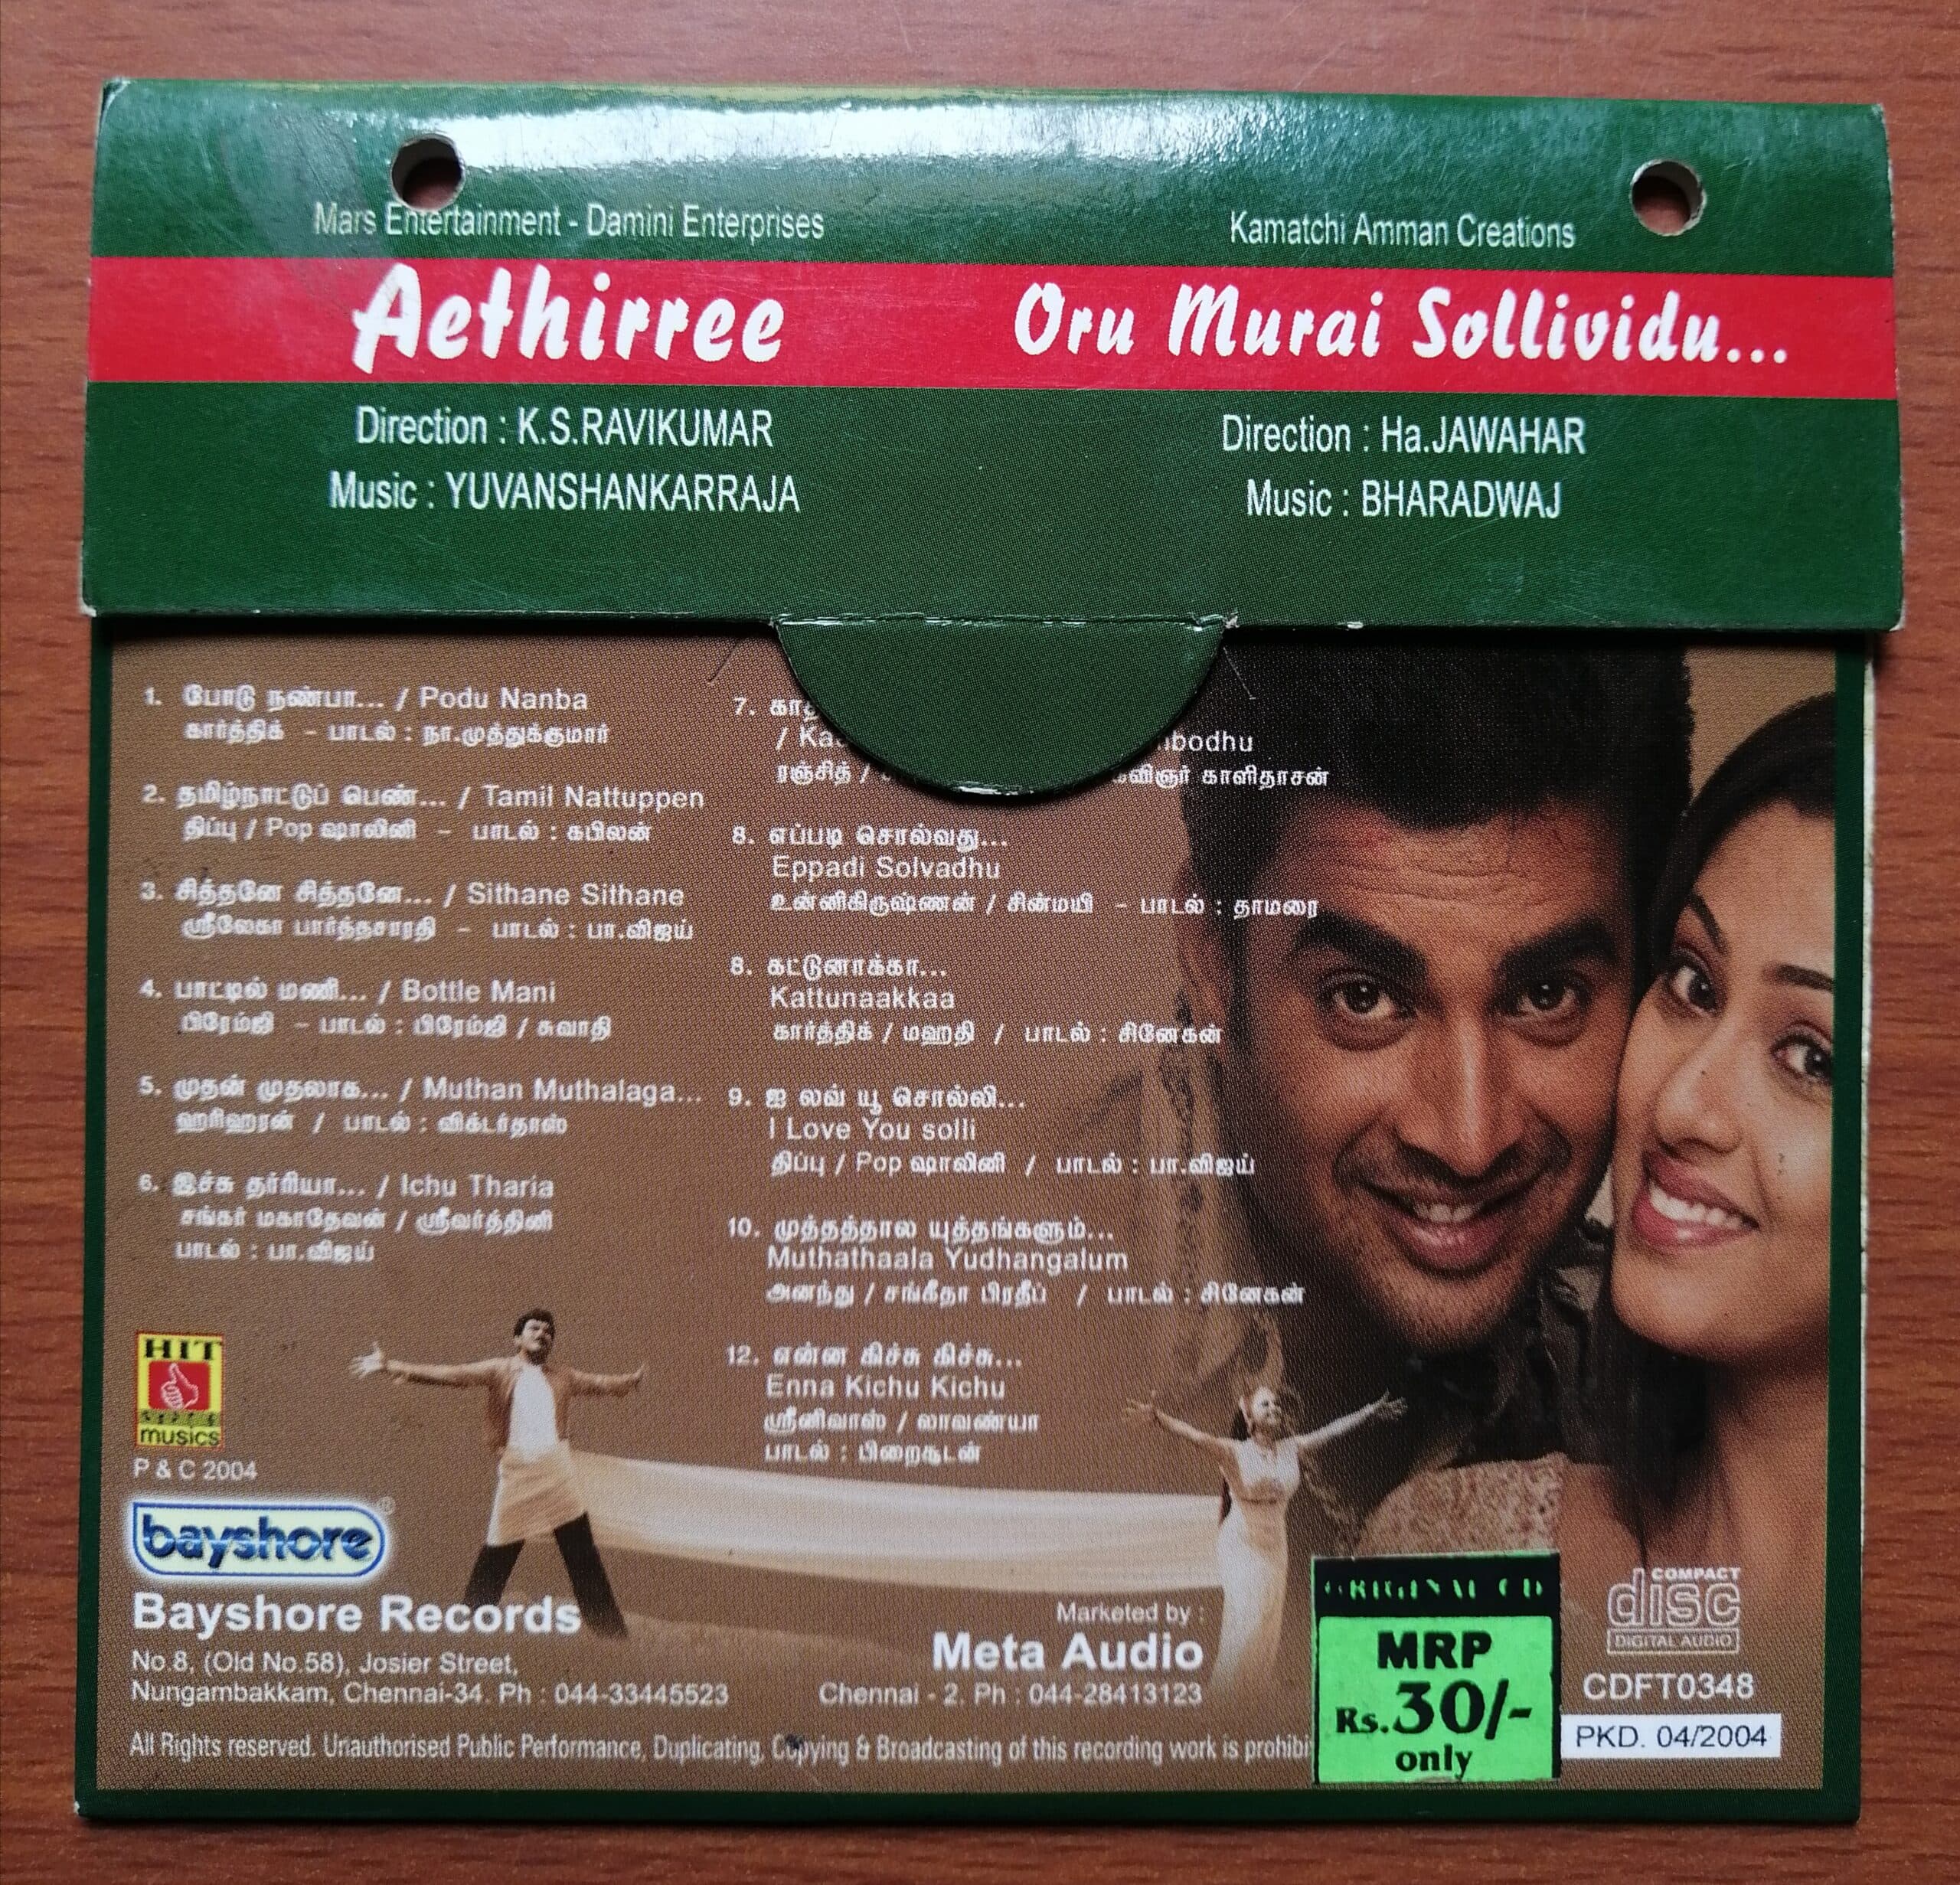 Mars Entertainment - Damini Enterprises
Aethirree
Direction : K.S.RAVIKUMAR
Music : YUVANSHANKARRAJA
Kamatchi Amman Creations
Oru Murai Sollividu...
Direction : Ha.JAWAHAR
Music : BHARADWAJ
1. போடு நண்பா... / Podu Nanba
கார்த்திக் - பாடல் : நா.முத்துக்குமார்
2. தமிழ்நாட்டுப் பெண்... / Tamil Nattuppen
திப்பு / Pop ஷாலினி - பாடல் : கபிலன்
3. சித்தனே சித்தனே... / Sithane Sithane
ஸ்ரீலேகா பார்த்தசாரதி - பாடல் : பா.விஜய்
4. பாட்டில் மணி... / Bottle Mani
பிரேம்ஜி - பாடல் : பிரேம்ஜி / சுவாதி
5. முதன் முதலாக... / Muthan Muthalaga...
ஹரிஹரன் / பாடல் : விக்டர்தாஸ்
6. இச்சு தர்ரியா... / Ichu Tharia
சங்கர் மகாதேவன் / ஸ்ரீவர்த்தினி
பாடல் : பா.விஜய்
7.
/
ரஞ்சித் / காளிதாசன்
8. எப்படி சொல்வது...
Eppadi Solvadhu
உன்னிகிருஷ்ணன் / சின்மயி - பாடல் : தாமரை
8. கட்டுனாக்கா...
Kattunaakkaa
கார்த்திக் / மஹதி / பாடல் : சினேகன்
9. ஐ லவ் யூ சொல்லி...
I Love You solli
திப்பு / Pop ஷாலினி / பாடல் : பா.விஜய்
10. முத்தத்தால யுத்தங்களும்...
Muthathaala Yudhangalum
அனந்து / சங்கீதா பிரதீப் / பாடல் : சினேகன்
12. என்ன கிச்சு கிச்சு...
Enna Kichu Kichu
ஸ்ரீனிவாஸ் / லாவண்யா
பாடல் : பிறைசூடன்
HIT
musics
P & C 2004
bayshore®
Bayshore Records
No.8, (Old No.58), Josier Street,
Nungambakkam, Chennai-34. Ph : 044-33445523
Marketed by :
Meta Audio
Chennai - 2. Ph : 044-28413123
All Rights reserved. Unauthorised Public Performance, Duplicating, Copying & Broadcasting of this recording work is
ORIGINAL CD
MRP
Rs.30/-
only
COMPACT
disc
DIGITAL AUDIO
CDFT0348
PKD. 04/2004